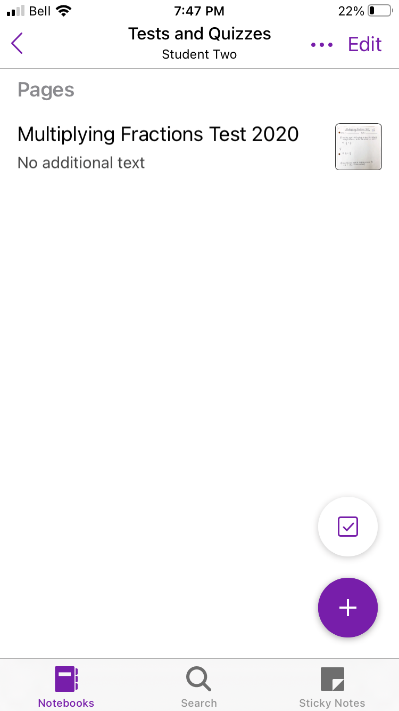 Bell 7:47 PM 22%
Tests and Quizzes
Student Two
Edit
Pages
Multiplying Fractions Test 2020
No additional text
Notebooks Search Sticky Notes